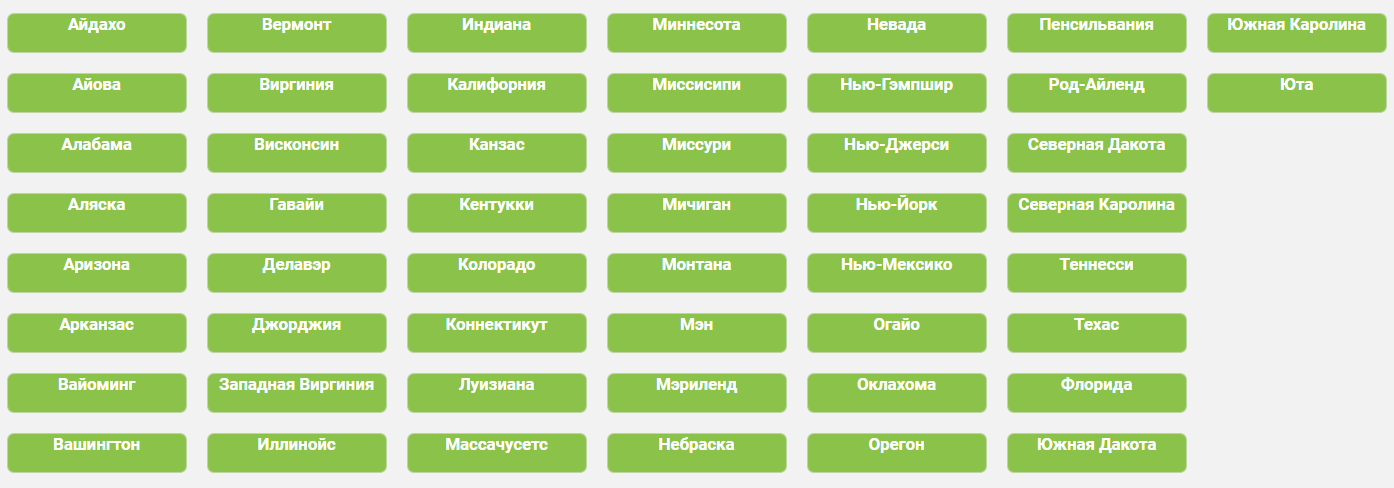 Айдахо
Айова
Алабама
Аляска
Аризона
Арканзас
Вайоминг
Вашингтон
Вермонт
Виргиния
Висконсин
Гавайи
Делавэр
Джорджия
Западная Виргиния
Иллинойс
Индиана
Калифорния
Канзас
Кентукки
Колорадо
Коннектикут
Луизиана
Массачусетс
Миннесота
Миссисипи
Миссури
Мичиган
Монтана
Мэн
Мэриленд
Небраска
Невада
Нью-Гэмпшир
Нью-Джерси
Нью-Йорк
Нью-Мексико
Огайо
Оклахома
Орегон
Пенсильвания
Род-Айленд
Северная Дакота
Северная Каролина
Теннесси
Техас
Флорида
Южная Дакота
Южная Каролина
Юта